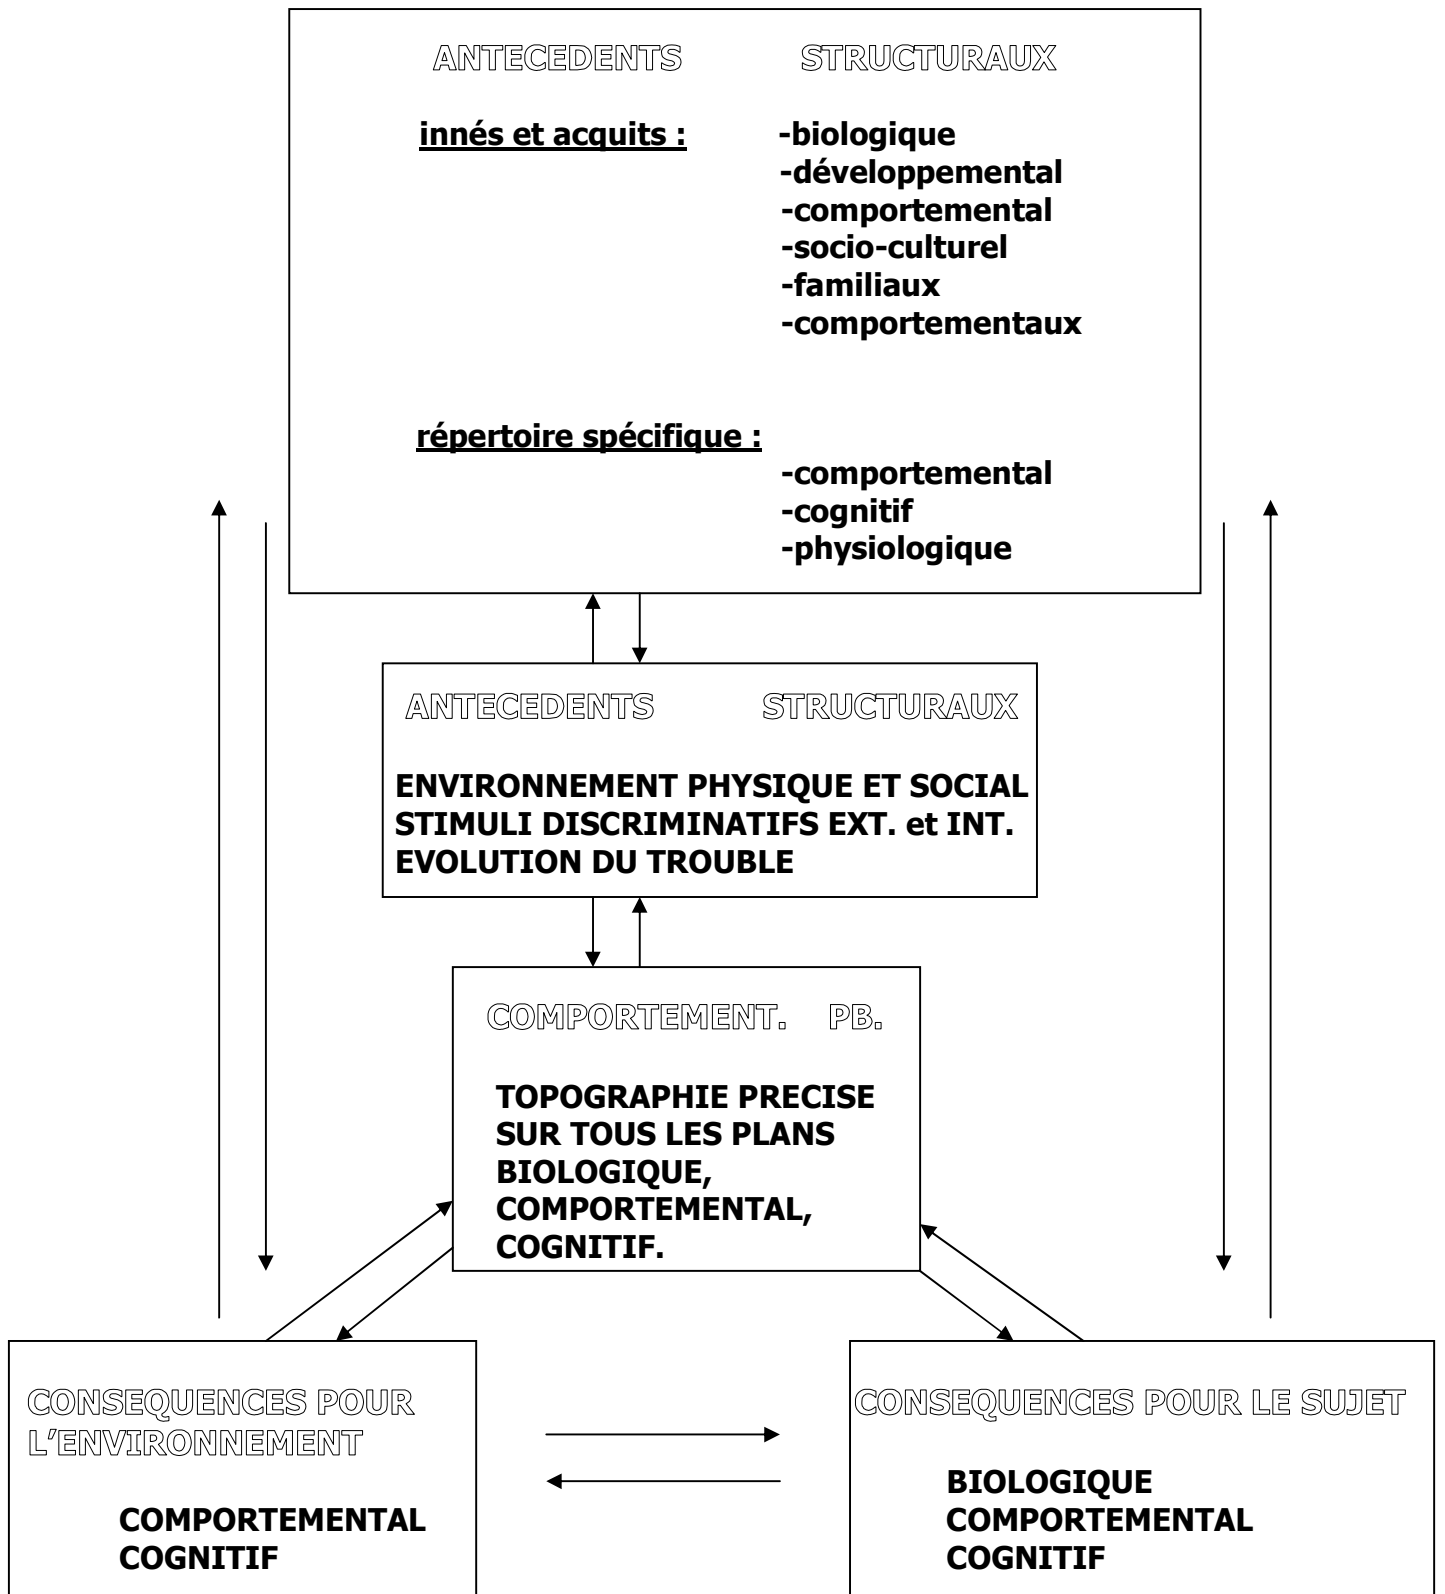 ANTECEDENTS STRUCTURAUX
innés et acquits : -biologique
-développemental
-comportemental
-socio-culturel
-familiaux
-comportementaux
répertoire spécifique :
-comportemental
-cognitif
-physiologique
ANTECEDENTS STRUCTURAUX
ENVIRONNEMENT PHYSIQUE ET SOCIAL
STIMULI DISCRIMINATIFS EXT. et INT.
EVOLUTION DU TROUBLE
COMPORTEMENT. PB.
TOPOGRAPHIE PRECISE
SUR TOUS LES PLANS
BIOLOGIQUE,
COMPORTEMENTAL,
COGNITIF.
CONSEQUENCES POUR
L'ENVIRONNEMENT
COMPORTEMENTAL
COGNITIF
CONSEQUENCES POUR LE SUJET
BIOLOGIQUE
COMPORTEMENTAL
COGNITIF